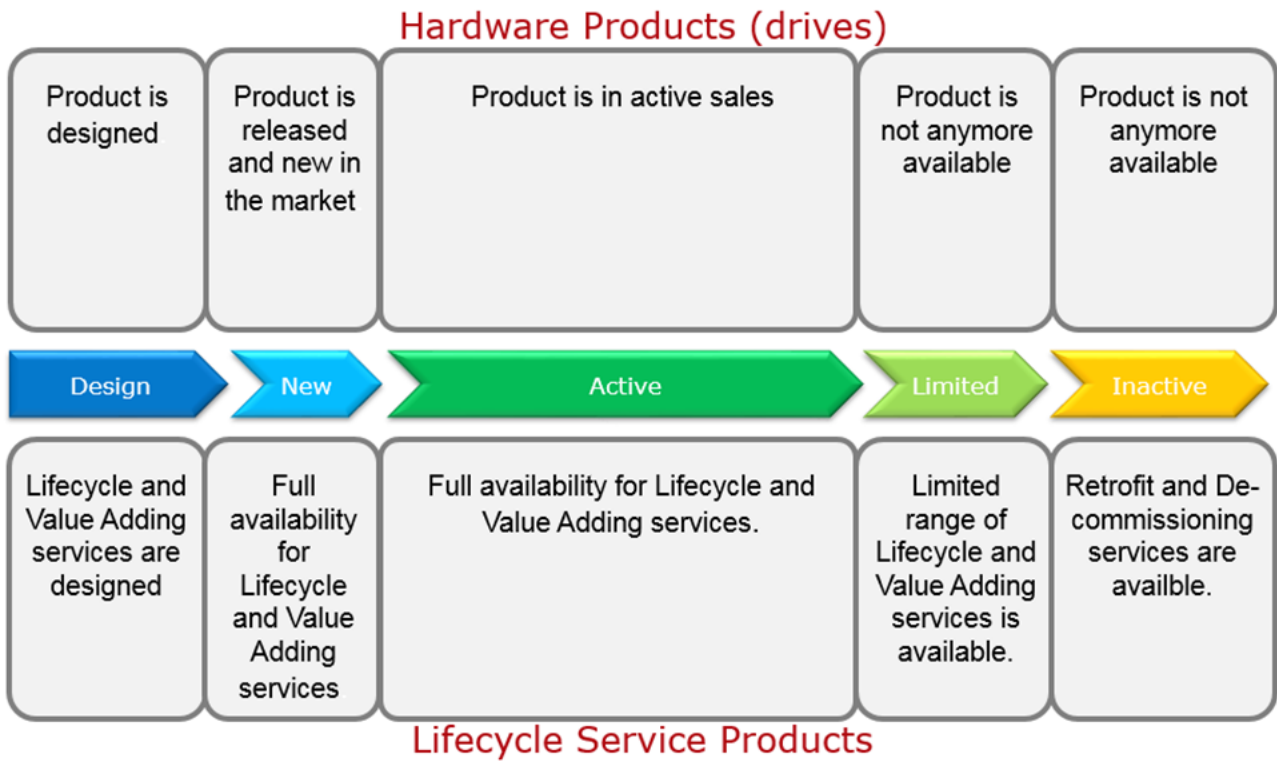 Hardware Products (drives)
Product is
designed
Product is
released
and new in
the market
Product is in active sales
Product is
not anymore
available
Product is not
anymore
available
Design
New
Active
Limited
Inactive
Lifecycle and
Value Adding
services are
designed
Full
availability
for
Lifecycle
and Value
Adding
services
Full availability for Lifecycle and
Value Adding services.
Limited
range of
Lifecycle and
Value Adding
services is
available.
Retrofit and De-
commissioning
services are
availble.
Lifecycle Service Products